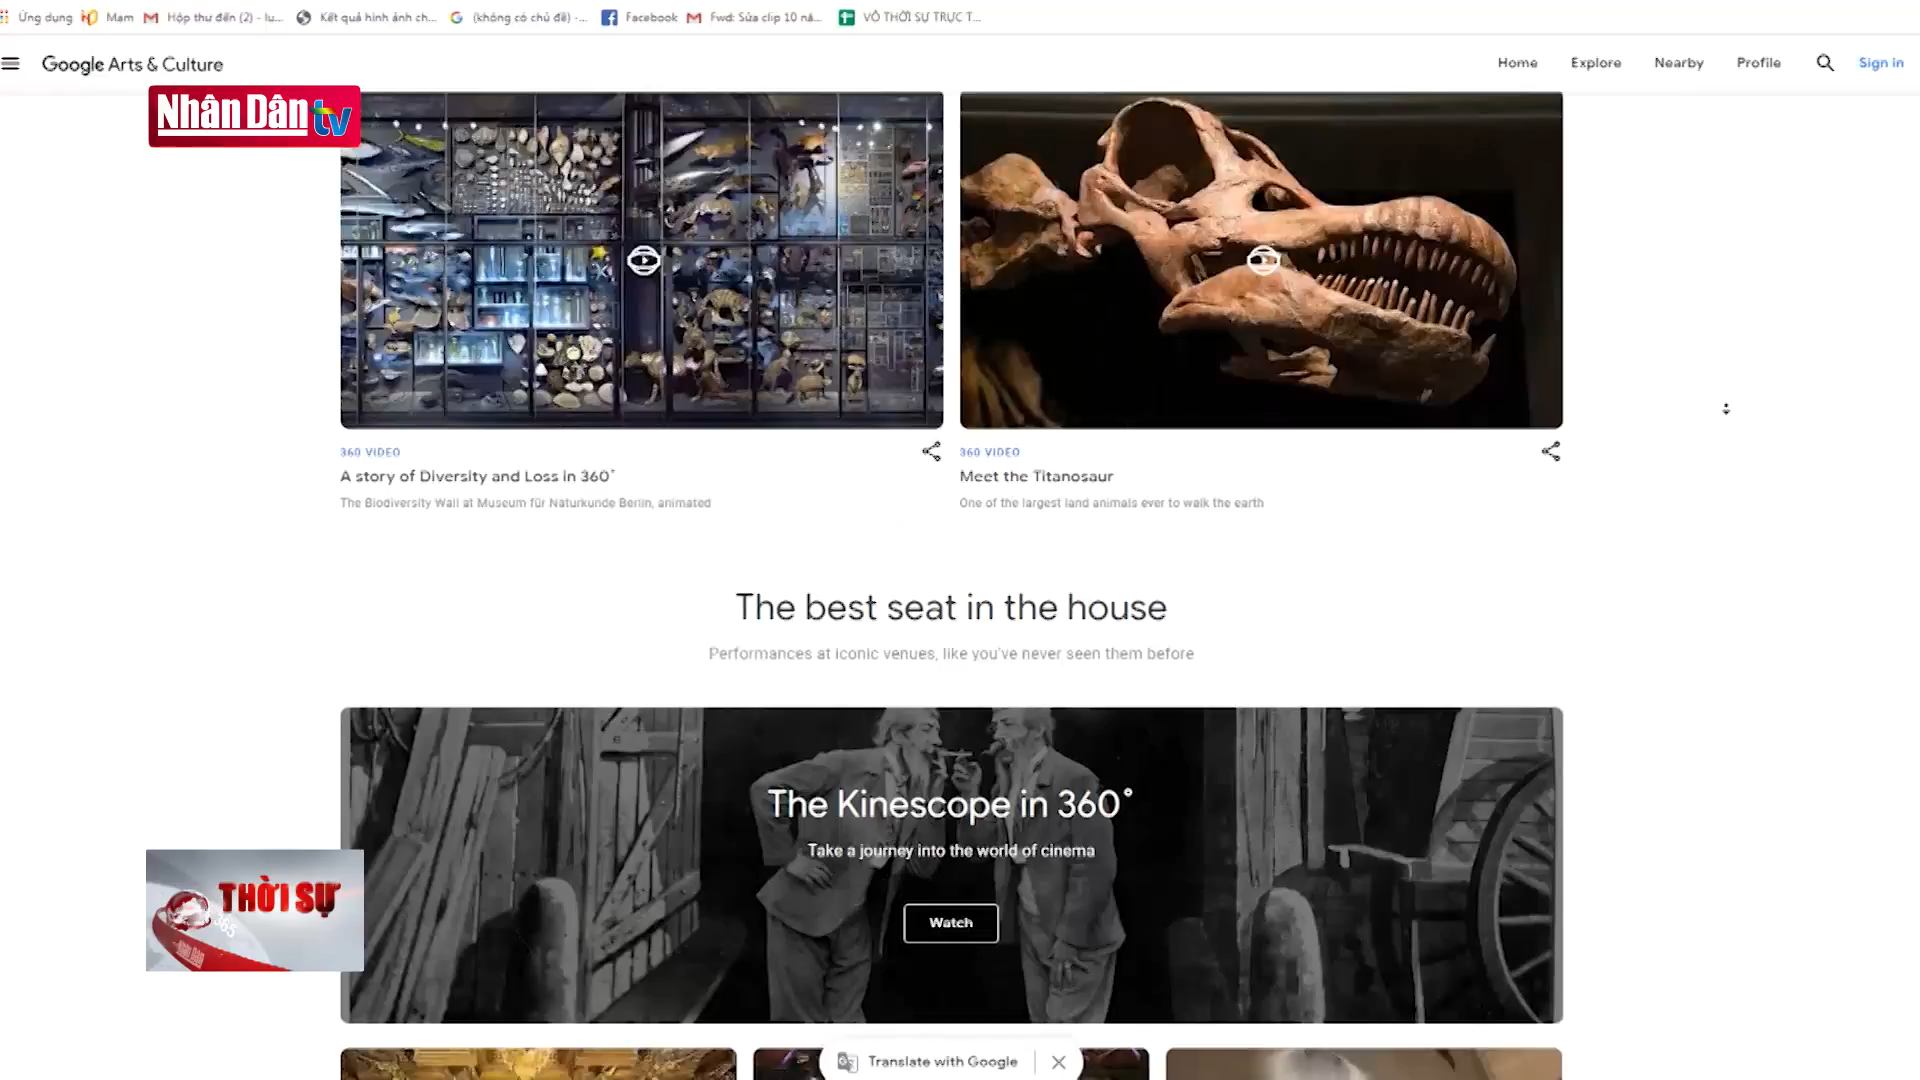 Ứng dụng Mam Hộp thư đến (2) - lu... Kết quả hình ảnh ch... (không có chủ đề) -... Facebook Fwd: Sửa clip 10 nă... VỎ THỜI SỰ TRỰC T...
Google Arts & Culture Home Explore Nearby Profile Sign in
Nhân Dân tv
360 VIDEO
A story of Diversity and Loss in 360°
The Biodiversity Wall at Museum für Naturkunde Berlin, animated
360 VIDEO
Meet the Titanosaur
One of the largest land animals ever to walk the earth
The best seat in the house
Performances at iconic venues, like you've never seen them before
The Kinescope in 360°
Take a journey into the world of cinema
Watch
THỜI SỰ
365
NHÂN DÂN
Translate with Google